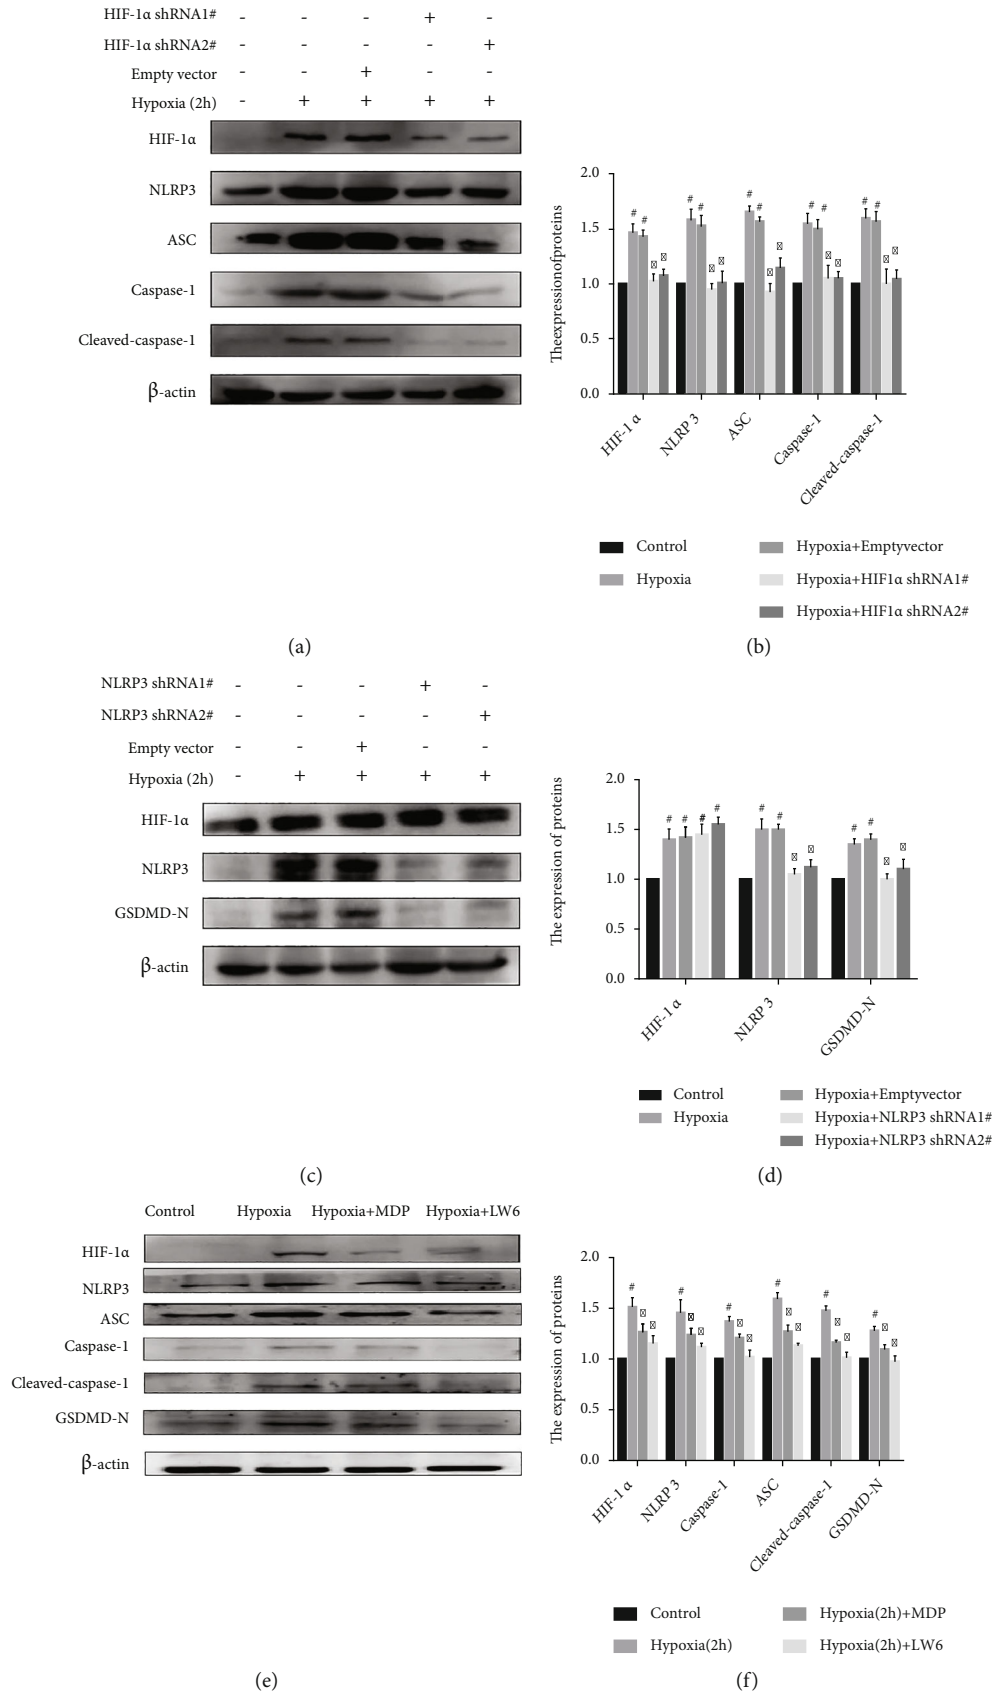 HIF-1α shRNA1# - - - + -
HIF-1α shRNA2# - - - - +
Empty vector - - + - -
Hypoxia (2h) - + + + +
HIF-1α
NLRP3
ASC
Caspase-1
Cleaved-caspase-1
β-actin
(a)
Theexpressionofproteins
2.0
1.5
1.0
0.5
0.0
# # ☒ ☒ # # ☒ ☒ # # ☒ ☒ # # ☒ ☒ # # ☒ ☒
HIF-1 α
NLRP 3
ASC
Caspase-1
Cleaved-caspase-1
Control
Hypoxia
Hypoxia+Emptyvector
Hypoxia+HIF1α shRNA1#
Hypoxia+HIF1α shRNA2#
(b)
NLRP3 shRNA1# - - - + -
NLRP3 shRNA2# - - - - +
Empty vector - - + - -
Hypoxia (2h) - + + + +
HIF-1α
NLRP3
GSDMD-N
β-actin
(c)
The expression of proteins
2.0
1.5
1.0
0.5
0.0
# # # # # # ☒ ☒ # # ☒ ☒
HIF-1 α
NLRP 3
GSDMD-N
Control
Hypoxia
Hypoxia+Emptyvector
Hypoxia+NLRP3 shRNA1#
Hypoxia+NLRP3 shRNA2#
(d)
Control Hypoxia Hypoxia+MDP Hypoxia+LW6
HIF-1α
NLRP3
ASC
Caspase-1
Cleaved-caspase-1
GSDMD-N
β-actin
(e)
The expression of proteins
2.0
1.5
1.0
0.5
0.0
# ☒ ☒ # ☒ ☒ # ☒ ☒ # ☒ ☒ # ☒ ☒ # ☒ ☒
HIF-1 α
NLRP 3
Caspase-1
ASC
Cleaved-caspase-1
GSDMD-N
Control
Hypoxia(2h)
Hypoxia(2h)+MDP
Hypoxia(2h)+LW6
(f)